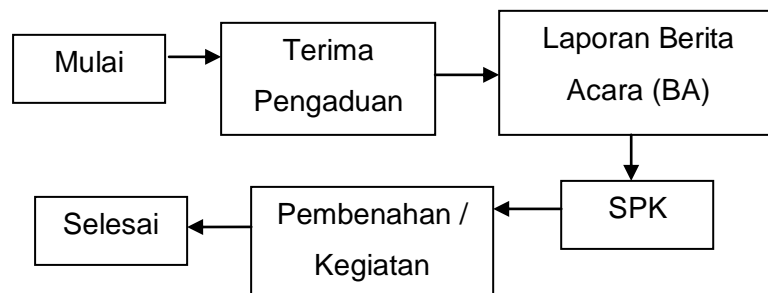 Mulai
Terima
Pengaduan
Laporan Berita
Acara (BA)
SPK
Pembenahan /
Kegiatan
Selesai